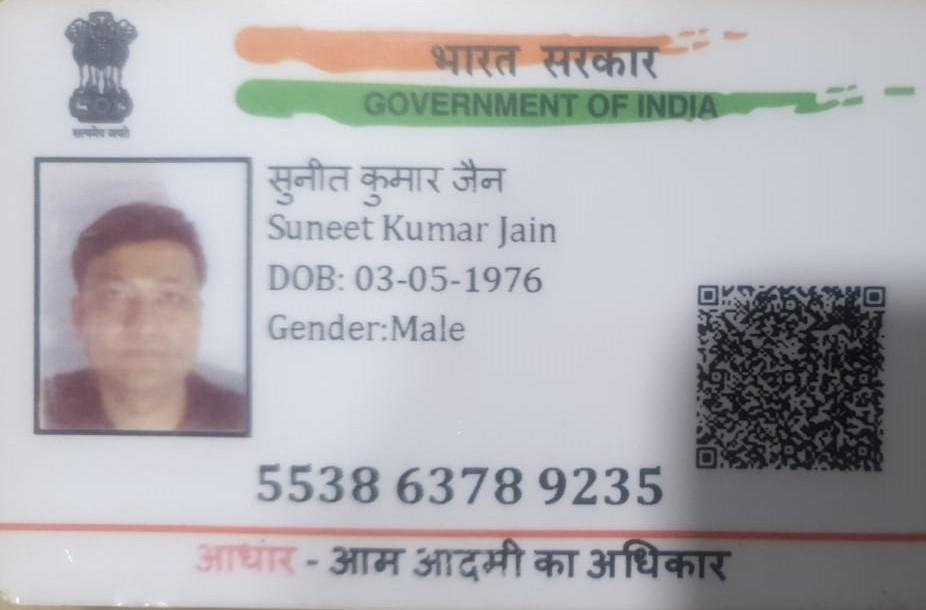 सत्यमेव जयते
भारत सरकार
GOVERNMENT OF INDIA
सुनीत कुमार जैन
Suneet Kumar Jain
DOB: 03-05-1976
Gender:Male
5538 6378 9235
आधार - आम आदमी का अधिकार